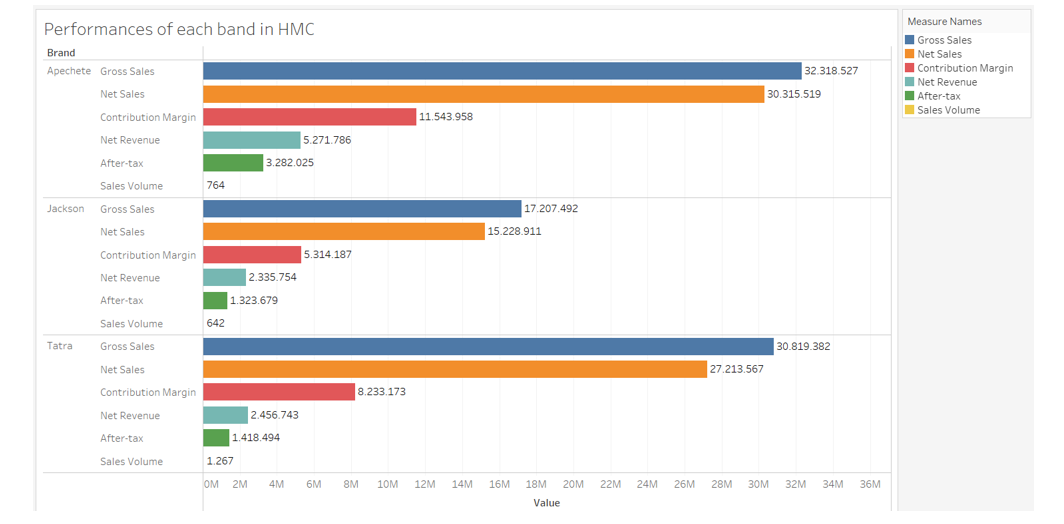 Performances of each band in HMC
Brand
Apechete Gross Sales 32.318.527
Net Sales 30.315.519
Contribution Margin 11.543.958
Net Revenue 5.271.786
After-tax 3.282.025
Sales Volume 764
Jackson Gross Sales 17.207.492
Net Sales 15.228.911
Contribution Margin 5.314.187
Net Revenue 2.335.754
After-tax 1.323.679
Sales Volume 642
Tatra Gross Sales 30.819.382
Net Sales 27.213.567
Contribution Margin 8.233.173
Net Revenue 2.456.743
After-tax 1.418.494
Sales Volume 1.267
0M 2M 4M 6M 8M 10M 12M 14M 16M 18M 20M 22M 24M 26M 28M 30M 32M 34M 36M
Value
Measure Names
Gross Sales
Net Sales
Contribution Margin
Net Revenue
After-tax
Sales Volume